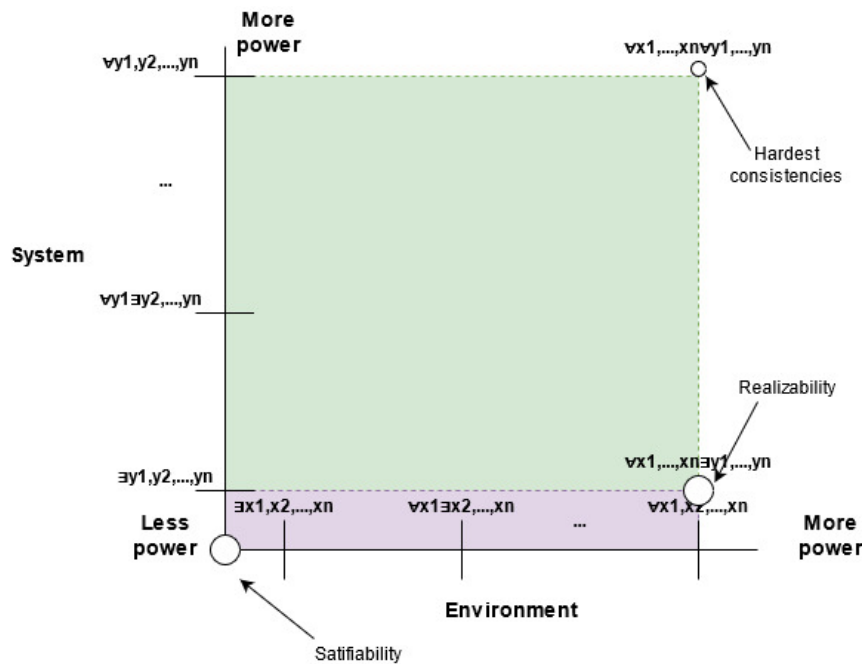 More
power
∀y1,y2,...,yn
∀x1,...,xn∀y1,...,yn
Hardest
consistencies
...
System
∀y1∃y2,...,yn
Realizability
∀x1,...,xn∃y1,...,yn
∃y1,y2,...,yn
∃x1,x2,...,xn
∀x1∃x2,...,xn
∀x1,x2,...,xn
Less
power
...
More
power
Environment
Satifiability